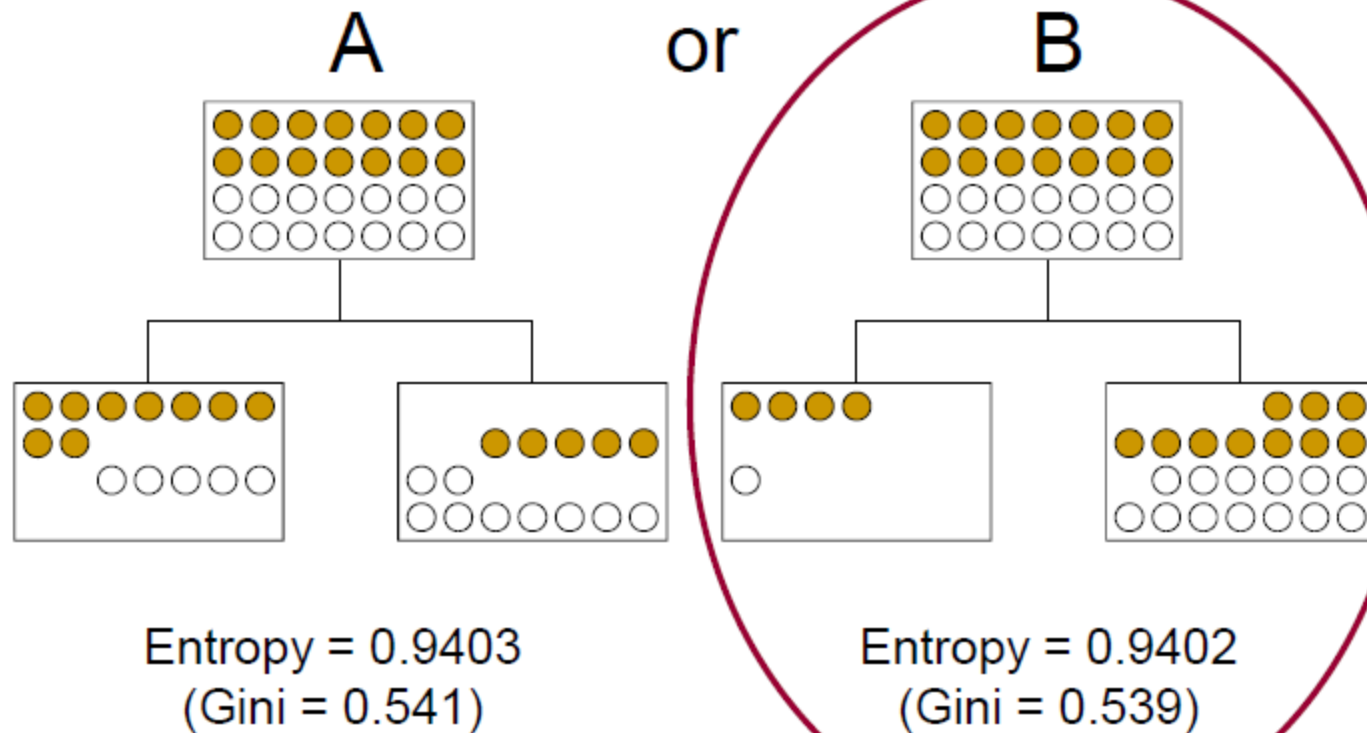 A or B
Entropy = 0.9403
(Gini = 0.541)
Entropy = 0.9402
(Gini = 0.539)